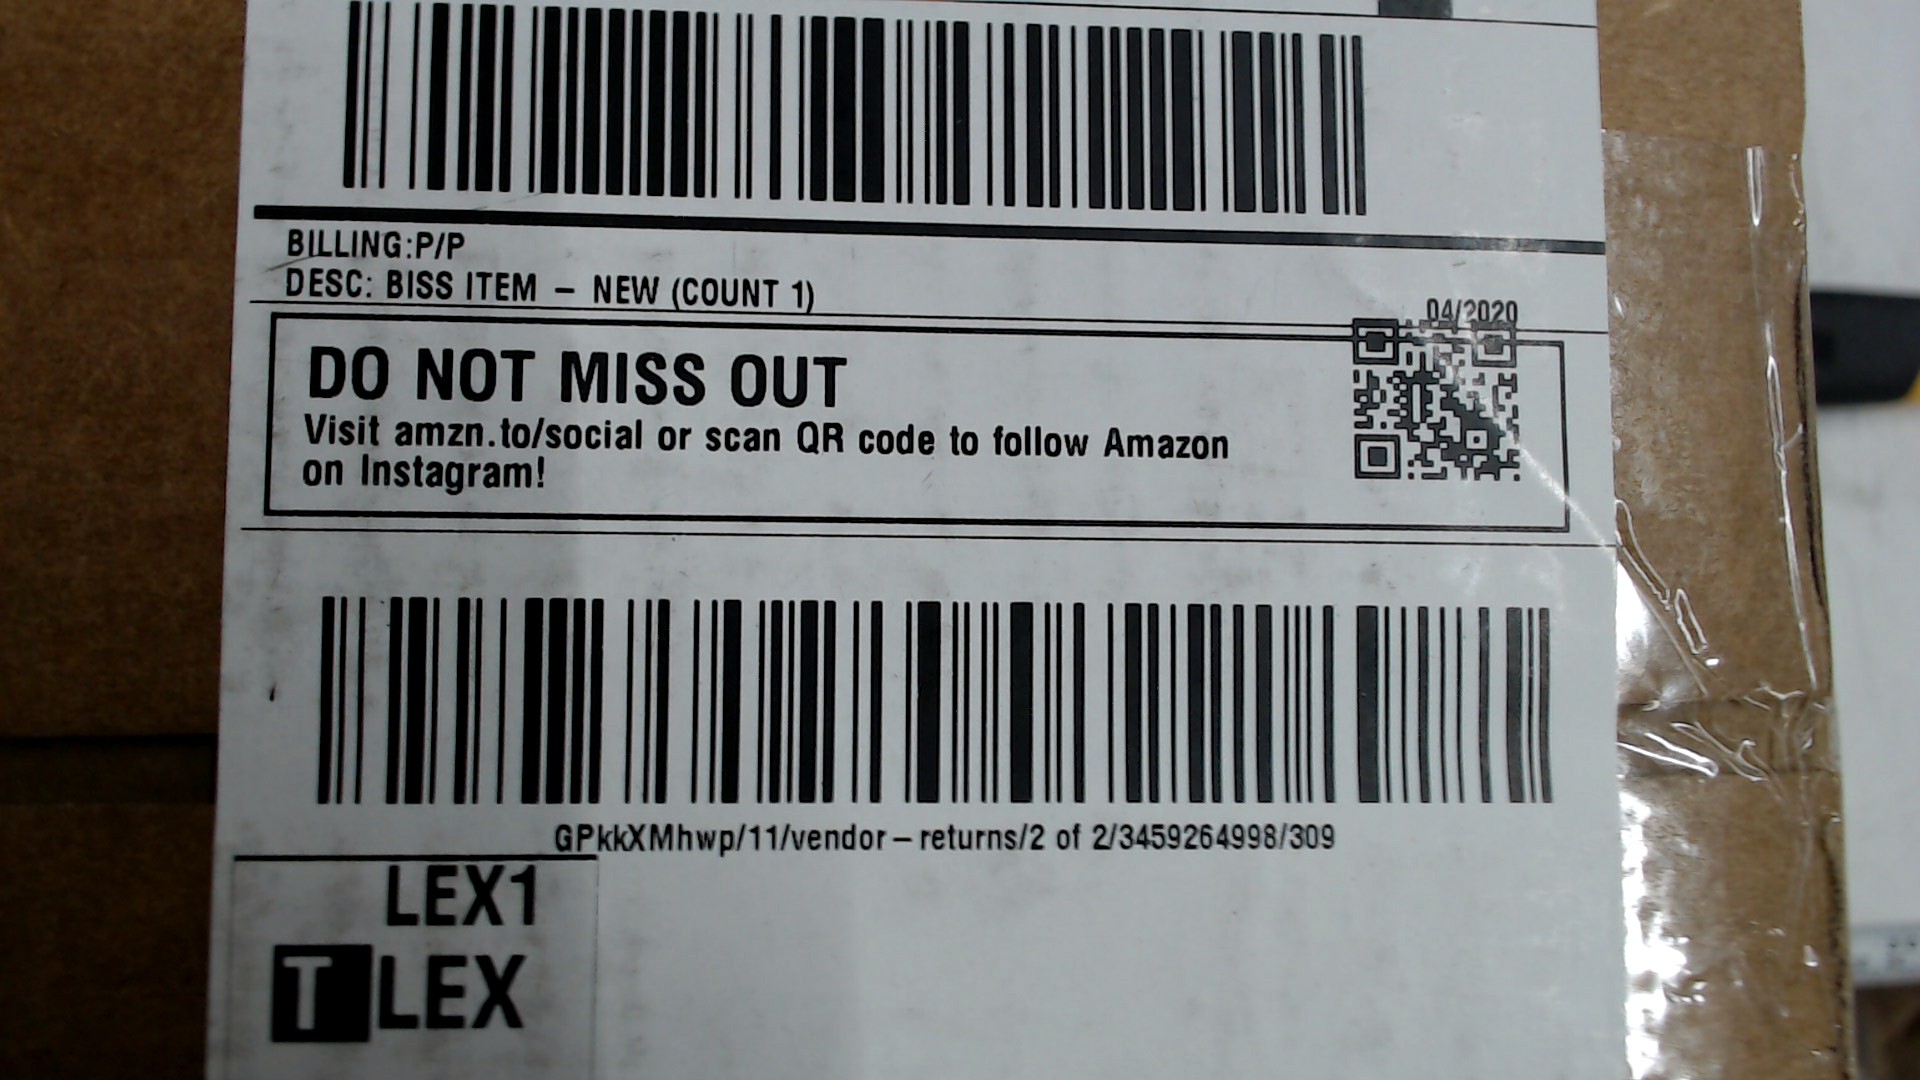 BILLING:P/P
DESC: BISS ITEM – NEW (COUNT 1)
04/2020
DO NOT MISS OUT
Visit amzn.to/social or scan QR code to follow Amazon
on Instagram!
GPkkXMhwp/11/vendor–returns/2 of 2/3459264998/309
LEX1
T LEX